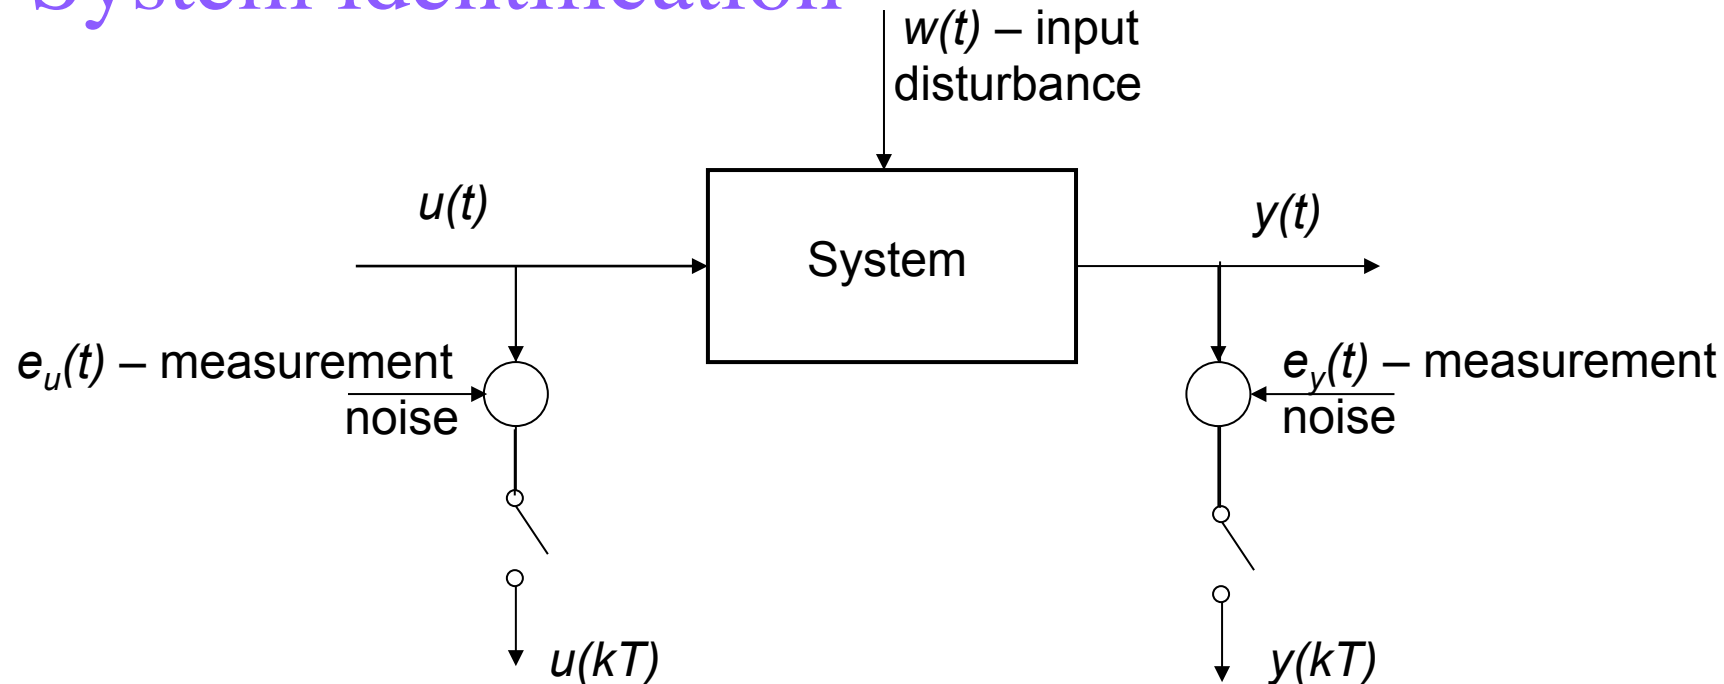 System identification
w(t) – input
disturbance
u(t)
System
y(t)
e_u(t) – measurement
noise
e_y(t) – measurement
noise
u(kT)
y(kT)